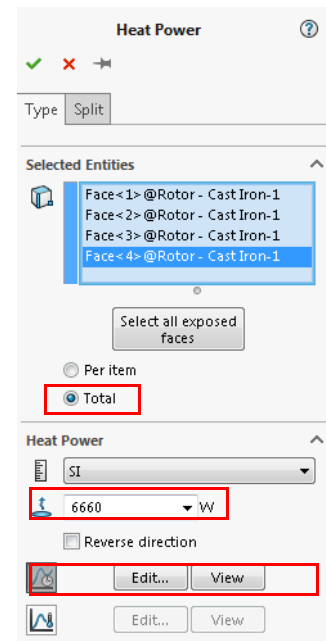 Heat Power
Type Split
Selected Entities
Face<1>@Rotor - Cast Iron-1
Face<2>@Rotor - Cast Iron-1
Face<3>@Rotor - Cast Iron-1
Face<4>@Rotor - Cast Iron-1
Select all exposed
faces
Per item
Total
Heat Power
SI
6660 W
Reverse direction
Edit... View
Edit... View